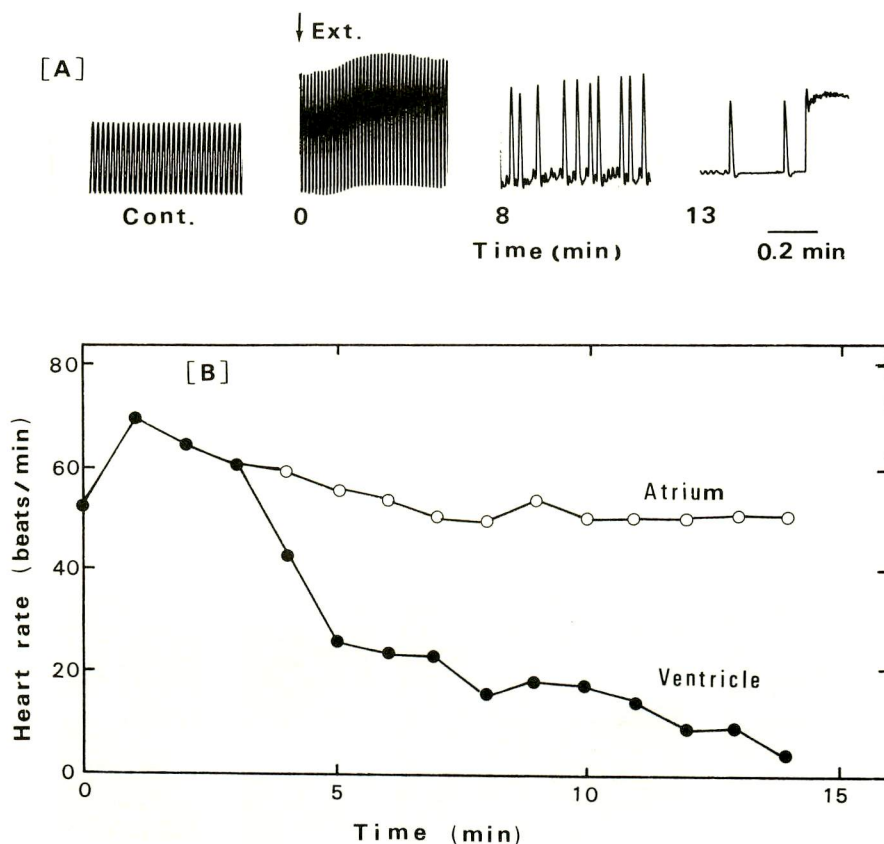 ↓ Ext.
[A]
Cont.
0
8
13
Time (min)
0.2 min
80
[B]
60
Atrium
40
20
Ventricle
0
Heart rate (beats/min)
0
5
10
15
Time (min)